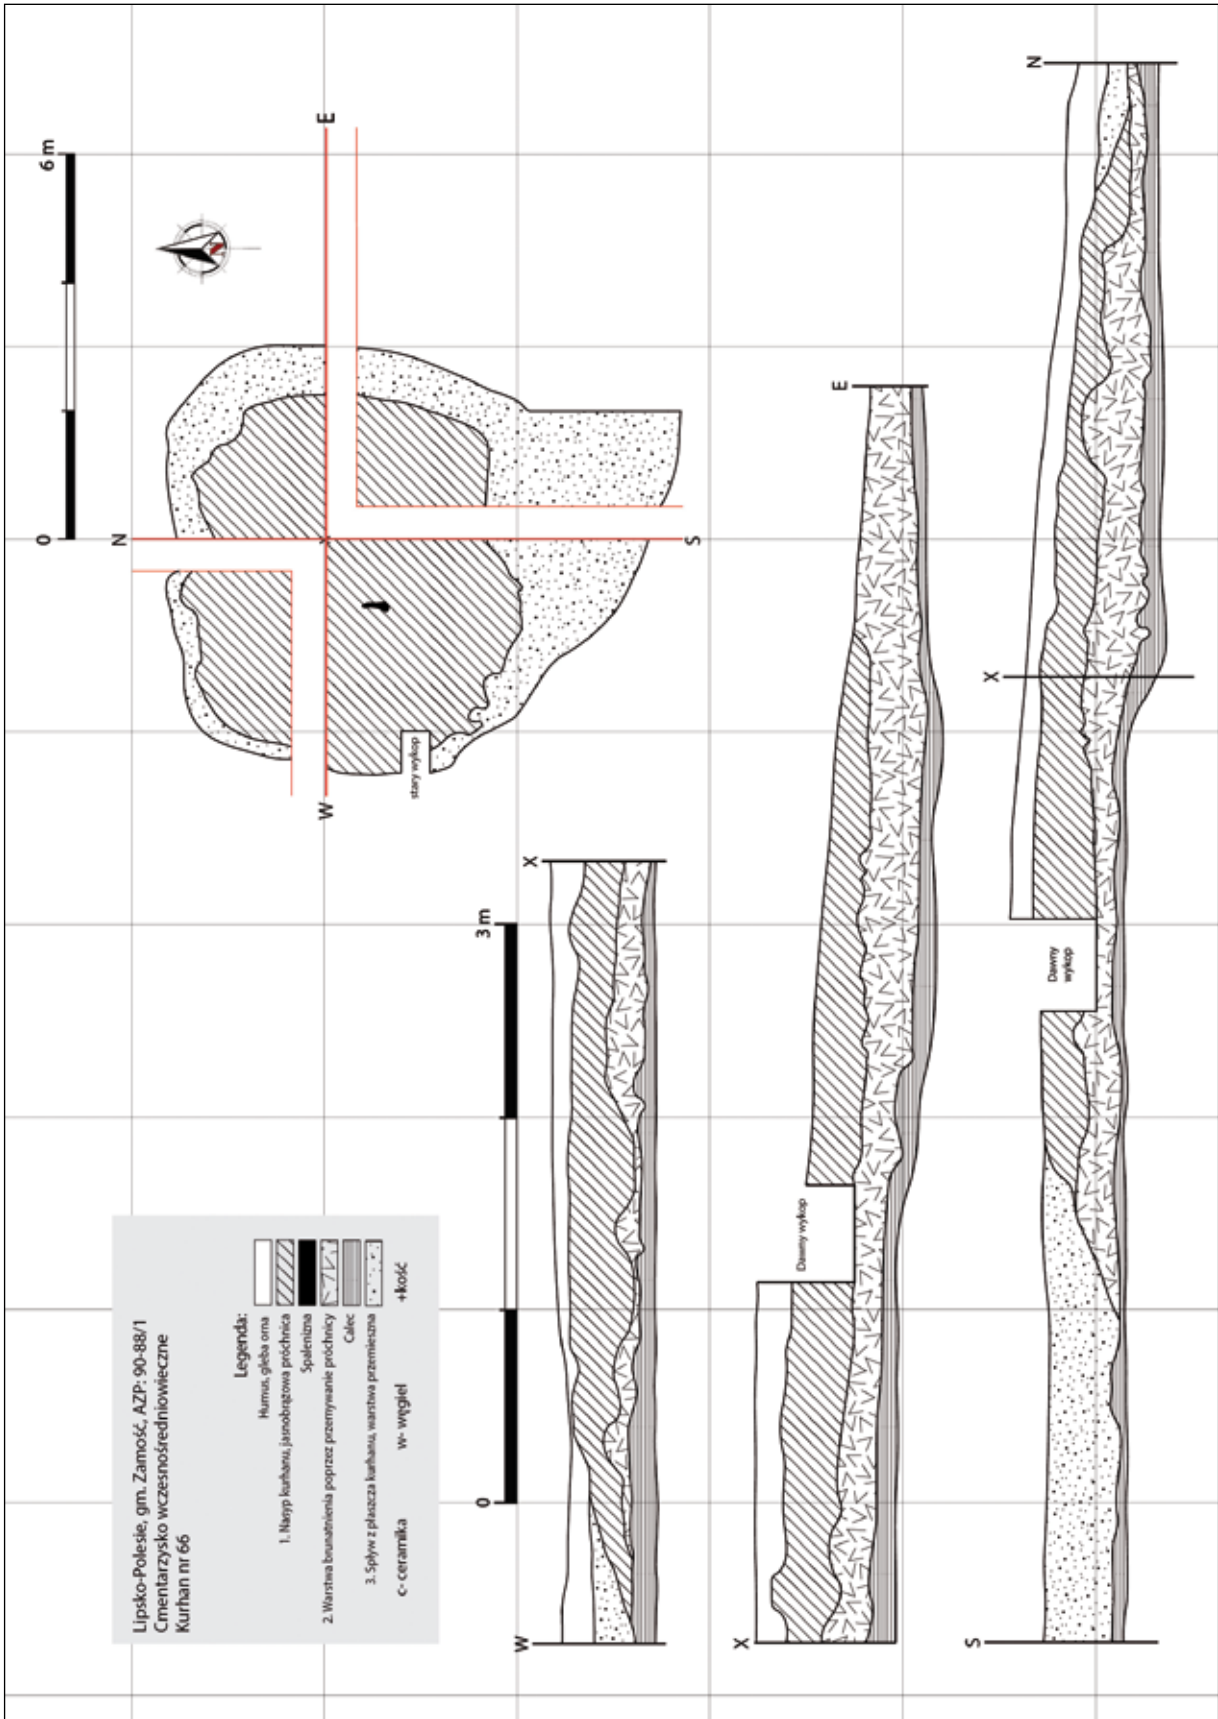 Lipsko-Polesie, gm. Zamość, AZP: 90-88/1
Cmentarzysko wczesnośredniowieczne
Kurhan nr 66
Legenda:
Humus, gleba orna
1. Nasyp kurhanu, jasnobrązowa próchnica
Spalenizna
2. Warstwa brunatnienia poprzez przemywanie próchnicy
Calec
3. Spływ z płaszcza kurhanu, warstwa przemieszna
c- ceramika
w- węgiel
+kość
0
6 m
N
E
W
S
X
N
stary wykop
0
3 m
W
X
X
Dawny wykop
E
S
Dawny
wykop
X
N